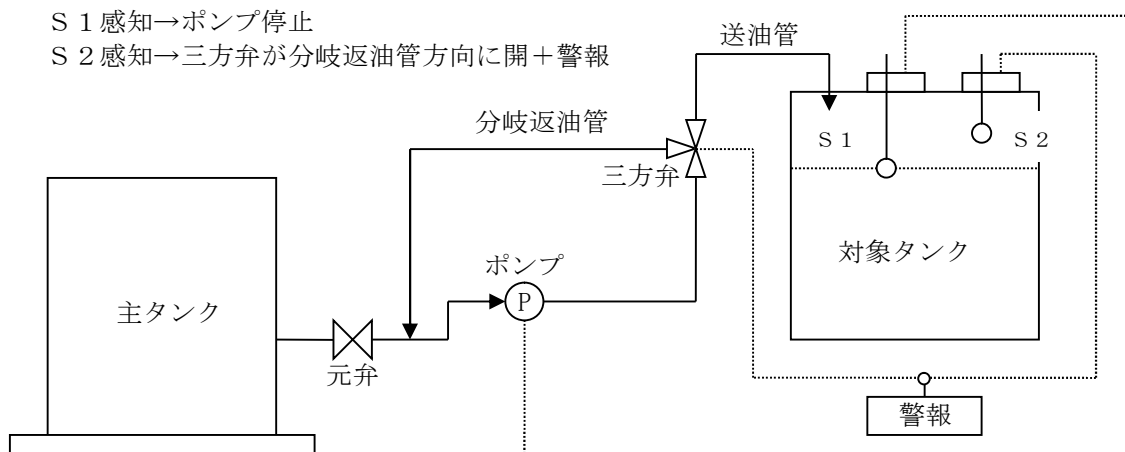 Ｓ１感知→ポンプ停止
Ｓ２感知→三方弁が分岐返油管方向に開＋警報
送油管
分岐返油管
Ｓ１
Ｓ２
三方弁
対象タンク
ポンプ
P
主タンク
元弁
警報